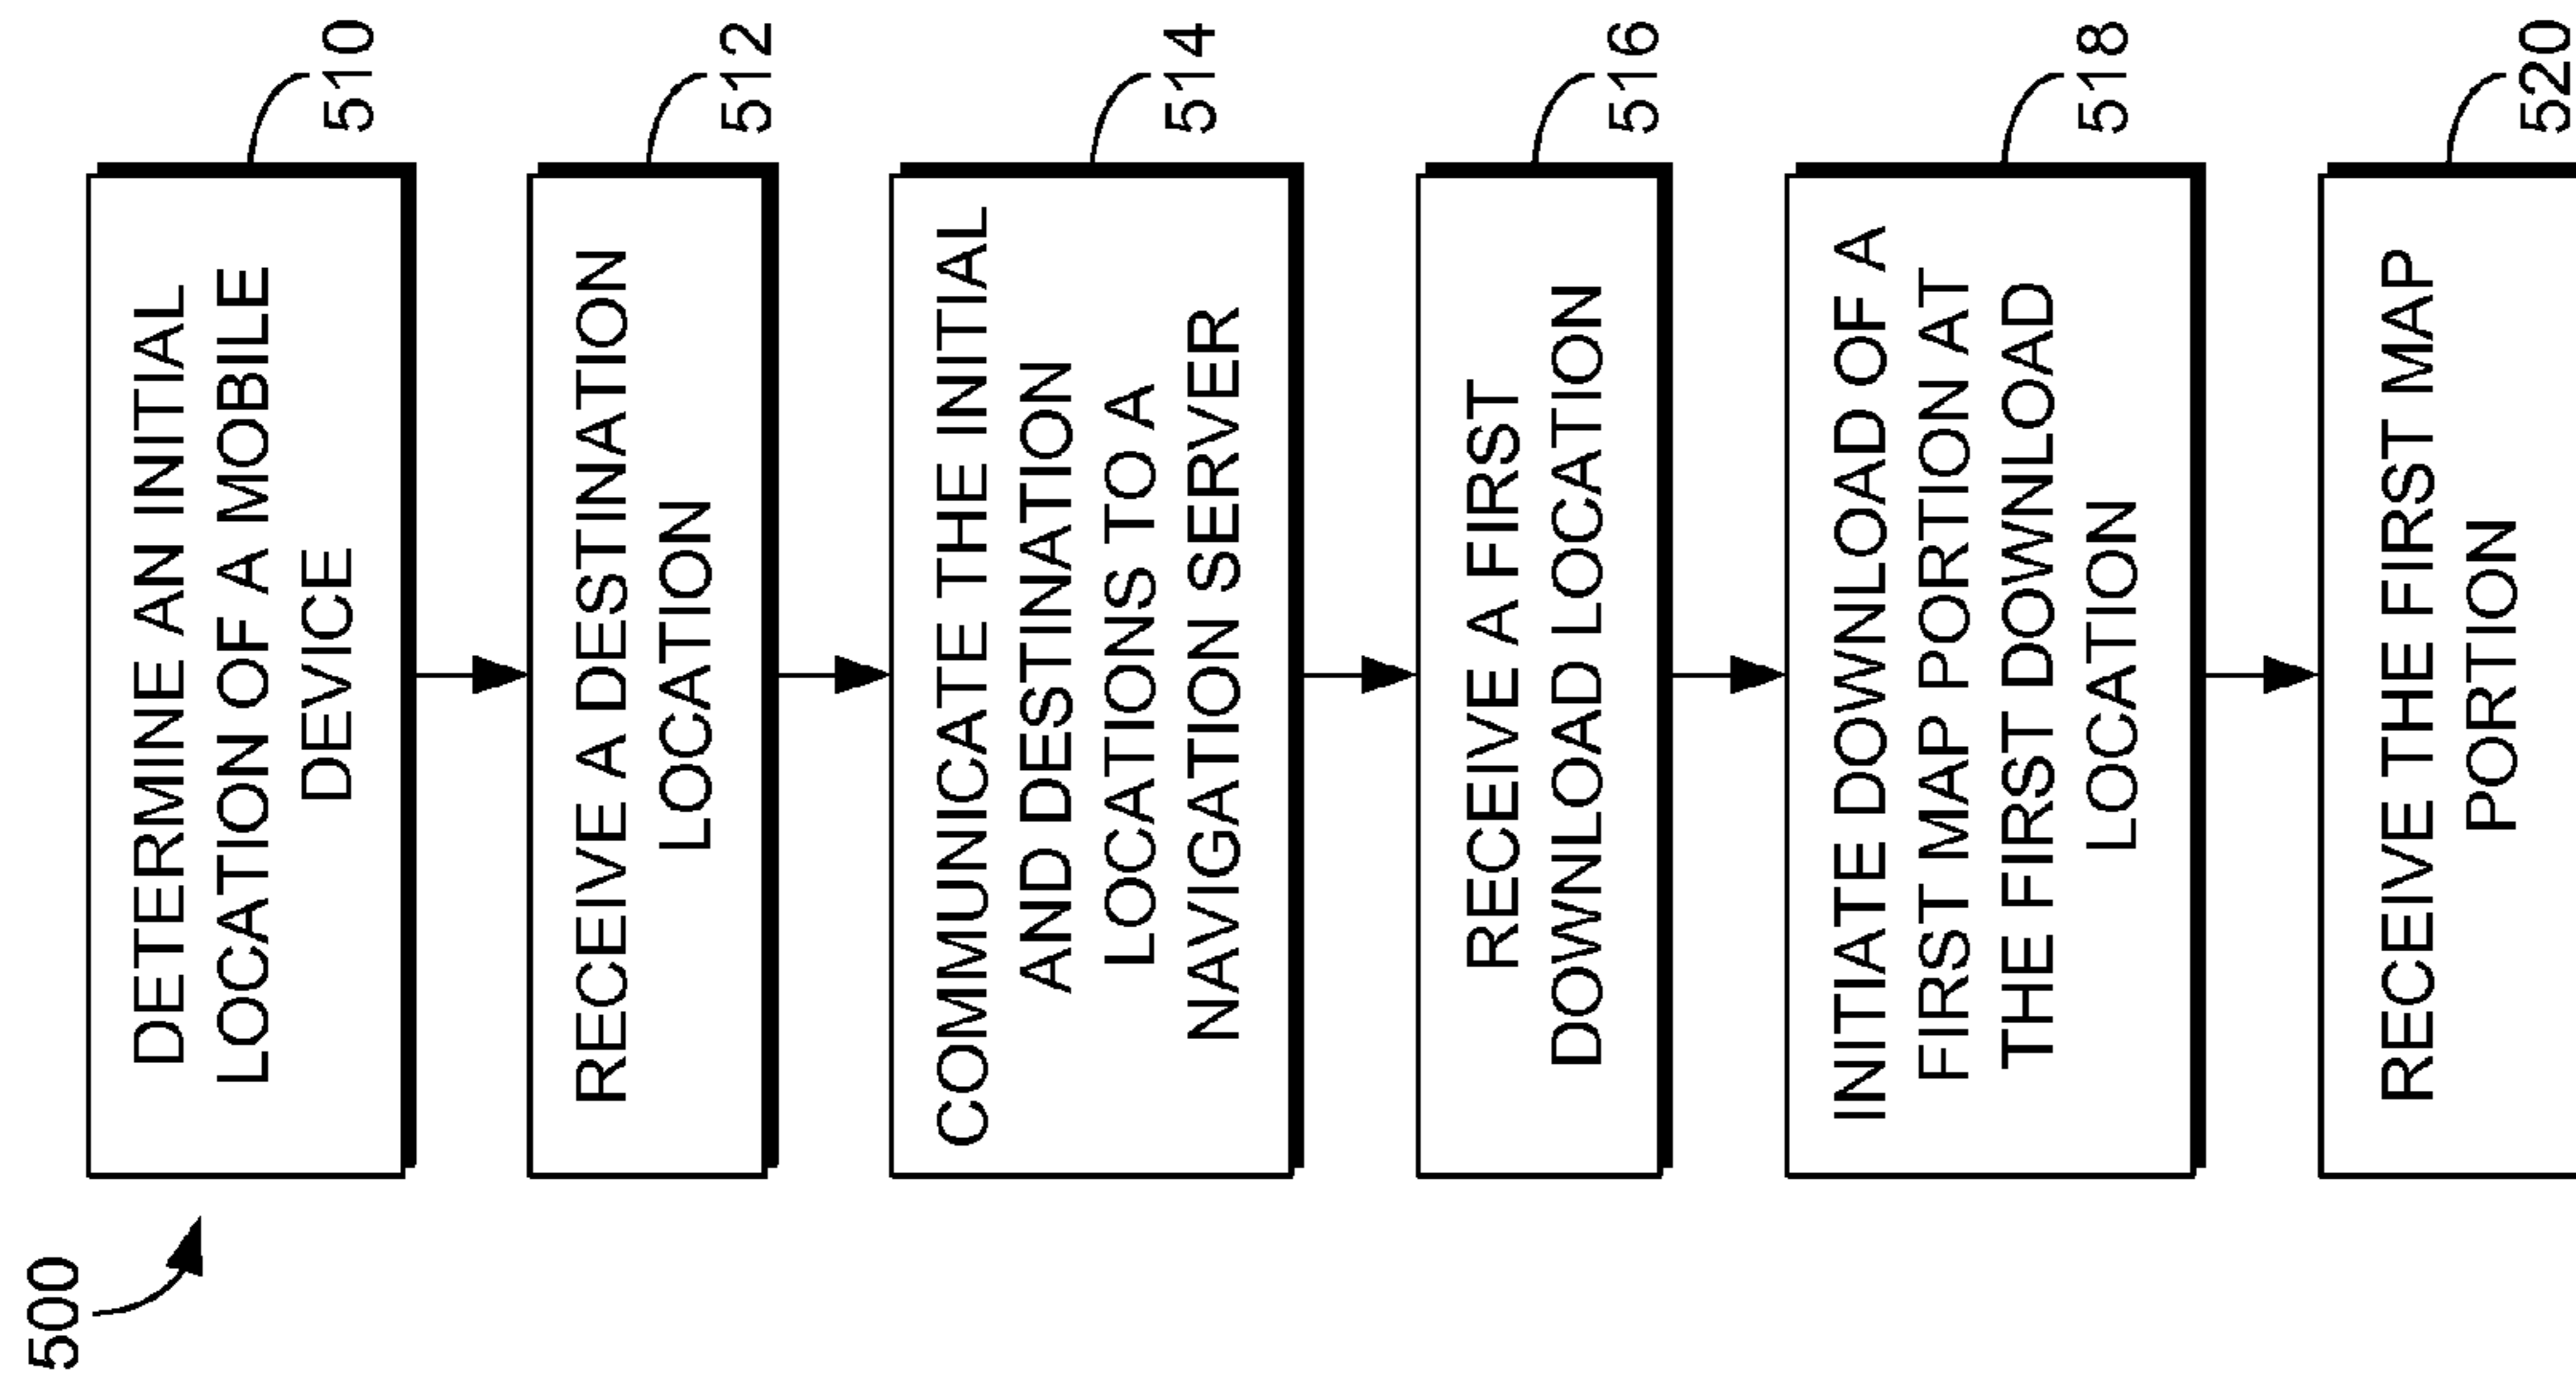 500
DETERMINE AN INITIAL
LOCATION OF A MOBILE
DEVICE
510
RECEIVE A DESTINATION
LOCATION
512
COMMUNICATE THE INITIAL
AND DESTINATION
LOCATIONS TO A
NAVIGATION SERVER
514
RECEIVE A FIRST
DOWNLOAD LOCATION
516
INITIATE DOWNLOAD OF A
FIRST MAP PORTION AT
THE FIRST DOWNLOAD
LOCATION
518
RECEIVE THE FIRST MAP
PORTION
520